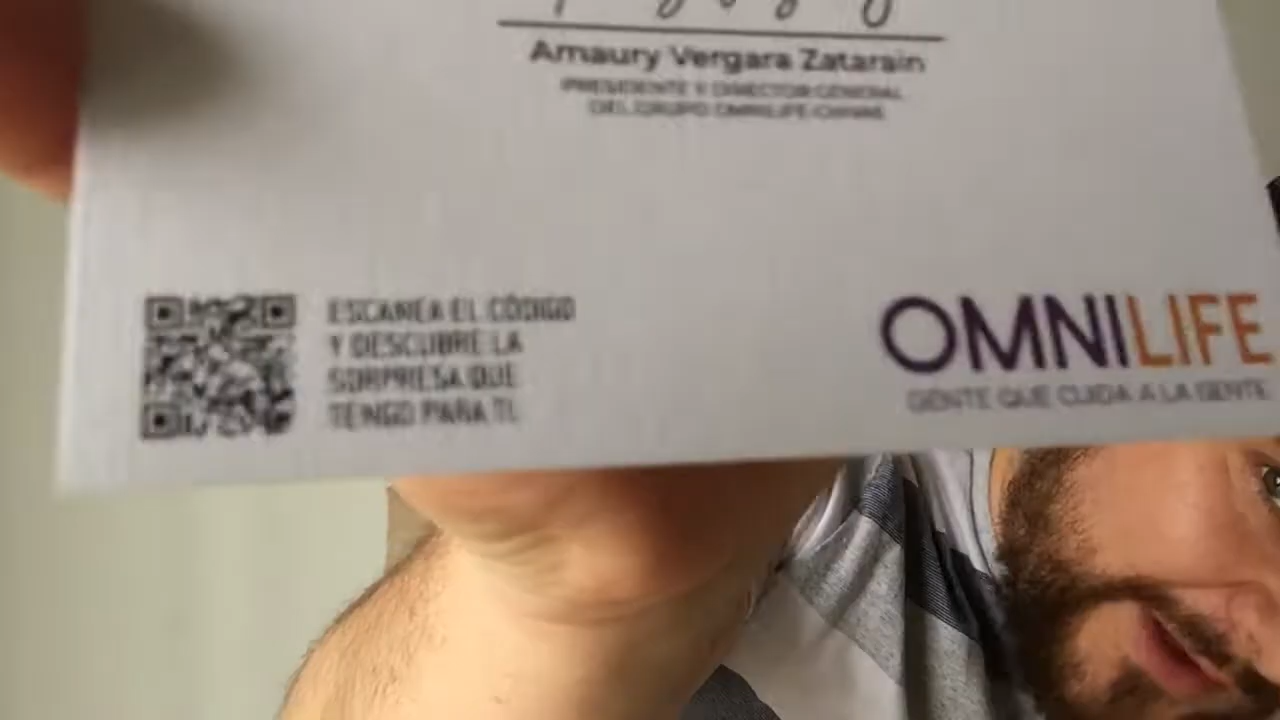 Amaury Vergara Zatarain
PRESIDENTE Y DIRECTOR GENERAL
DEL GRUPO OMNILIFE-CHIVAS
ESCANEA EL CÓDIGO
Y DESCUBRE LA
SORPRESA QUE
TENGO PARA TI.
OMNILIFE
GENTE QUE CUIDA A LA GENTE